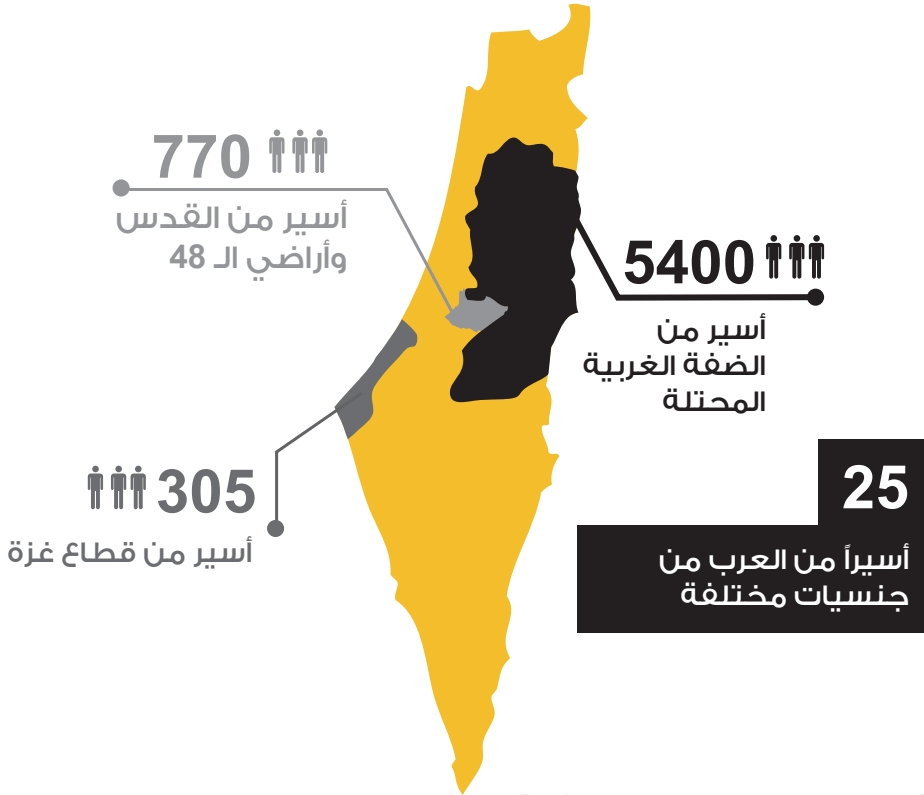 770
أسير من القدس
وأراضي الـ 48
5400
أسير من
الضفة الغربية
المحتلة
305
أسير من قطاع غزة
25
أسيراً من العرب من
جنسيات مختلفة